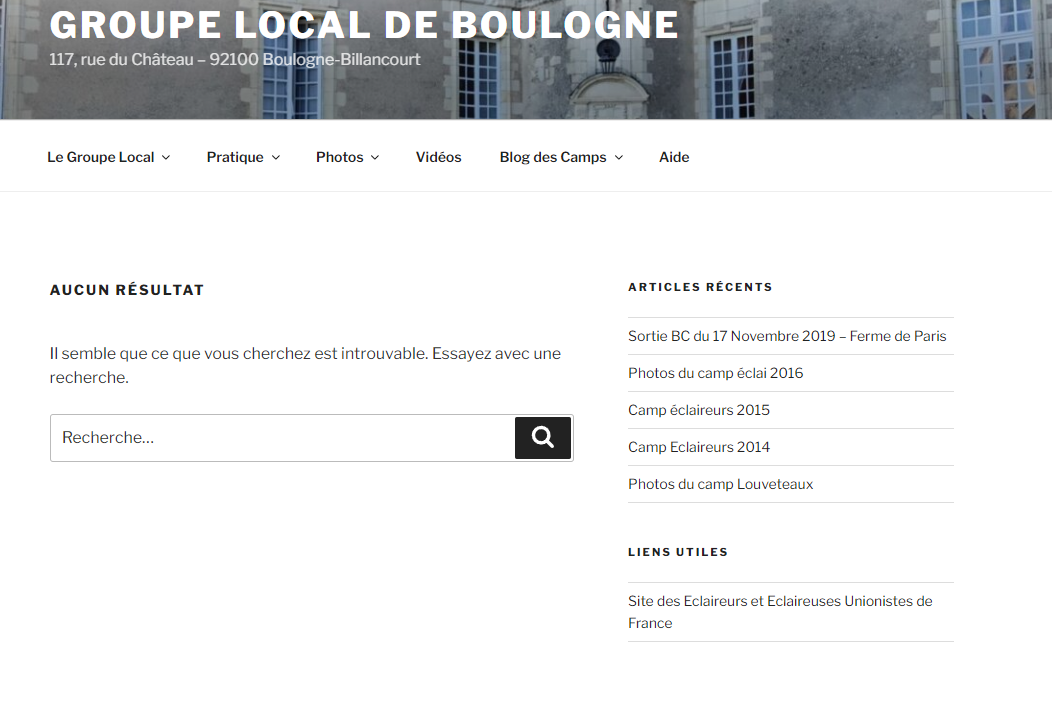 GROUPE LOCAL DE BOULOGNE
117, rue du Château – 92100 Boulogne-Billancourt
Le Groupe Local Pratique Photos Vidéos Blog des Camps Aide
AUCUN RÉSULTAT
Il semble que ce que vous cherchez est introuvable. Essayez avec une
recherche.
Recherche…
ARTICLES RÉCENTS
Sortie BC du 17 Novembre 2019 – Ferme de Paris
Photos du camp éclai 2016
Camp éclaireurs 2015
Camp Eclaireurs 2014
Photos du camp Louveteaux
LIENS UTILES
Site des Eclaireurs et Eclaireuses Unionistes de
France